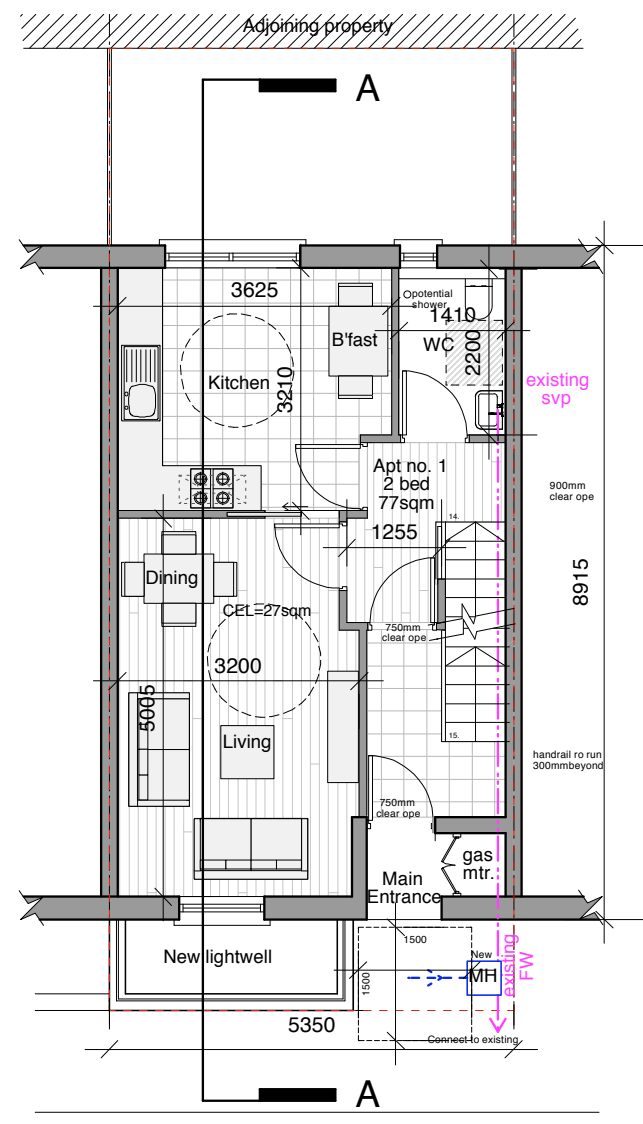 Adjoining property
A
3625
Opotential
shower
1410
B'fast
WC
2200
Kitchen
3210
existing
svp
Apt no. 1
2 bed
77sqm
900mm
clear ope
14.
1255
8915
Dining
CEL=27sqm
750mm
clear ope
3200
5005
Living
15.
handrail ro run
300mmbeyond
750mm
clear ope
gas
mtr.
Main
Entrance
1500
New lightwell
New
MH
1500
existing
FW
5350
Connect to existing
A